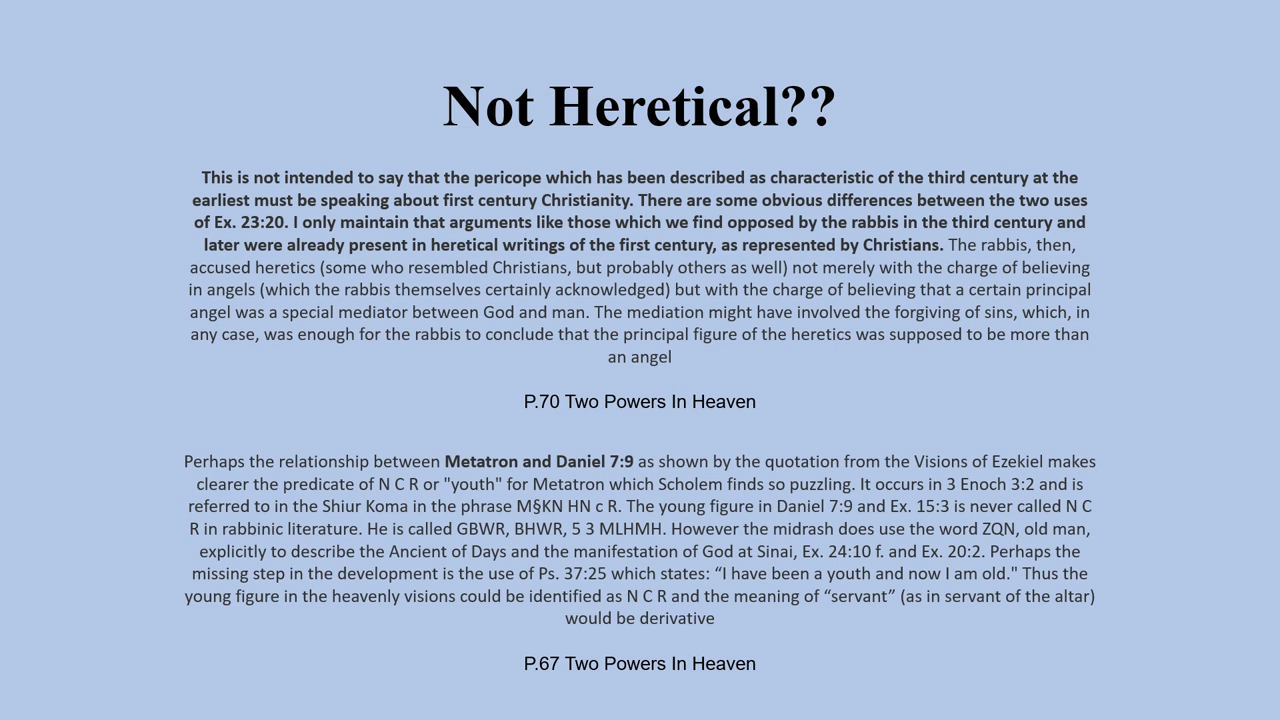 Not Heretical??
This is not intended to say that the pericope which has been described as characteristic of the third century at the
earliest must be speaking about first century Christianity. There are some obvious differences between the two uses
of Ex. 23:20. I only maintain that arguments like those which we find opposed by the rabbis in the third century and
later were already present in heretical writings of the first century, as represented by Christians. The rabbis, then,
accused heretics (some who resembled Christians, but probably others as well) not merely with the charge of believing
in angels (which the rabbis themselves certainly acknowledged) but with the charge of believing that a certain principal
angel was a special mediator between God and man. The mediation might have involved the forgiving of sins, which, in
any case, was enough for the rabbis to conclude that the principal figure of the heretics was supposed to be more than
an angel
P.70 Two Powers In Heaven
Perhaps the relationship between Metatron and Daniel 7:9 as shown by the quotation from the Visions of Ezekiel makes
clearer the predicate of N C R or "youth" for Metatron which Scholem finds so puzzling. It occurs in 3 Enoch 3:2 and is
referred to in the Shiur Koma in the phrase M§KN HN c R. The young figure in Daniel 7:9 and Ex. 15:3 is never called N C
R in rabbinic literature. He is called GBWR, BHWR, 5 3 MLHMH. However the midrash does use the word ZQN, old man,
explicitly to describe the Ancient of Days and the manifestation of God at Sinai, Ex. 24:10 f. and Ex. 20:2. Perhaps the
missing step in the development is the use of Ps. 37:25 which states: “I have been a youth and now I am old." Thus the
young figure in the heavenly visions could be identified as N C R and the meaning of “servant” (as in servant of the altar)
would be derivative
P.67 Two Powers In Heaven